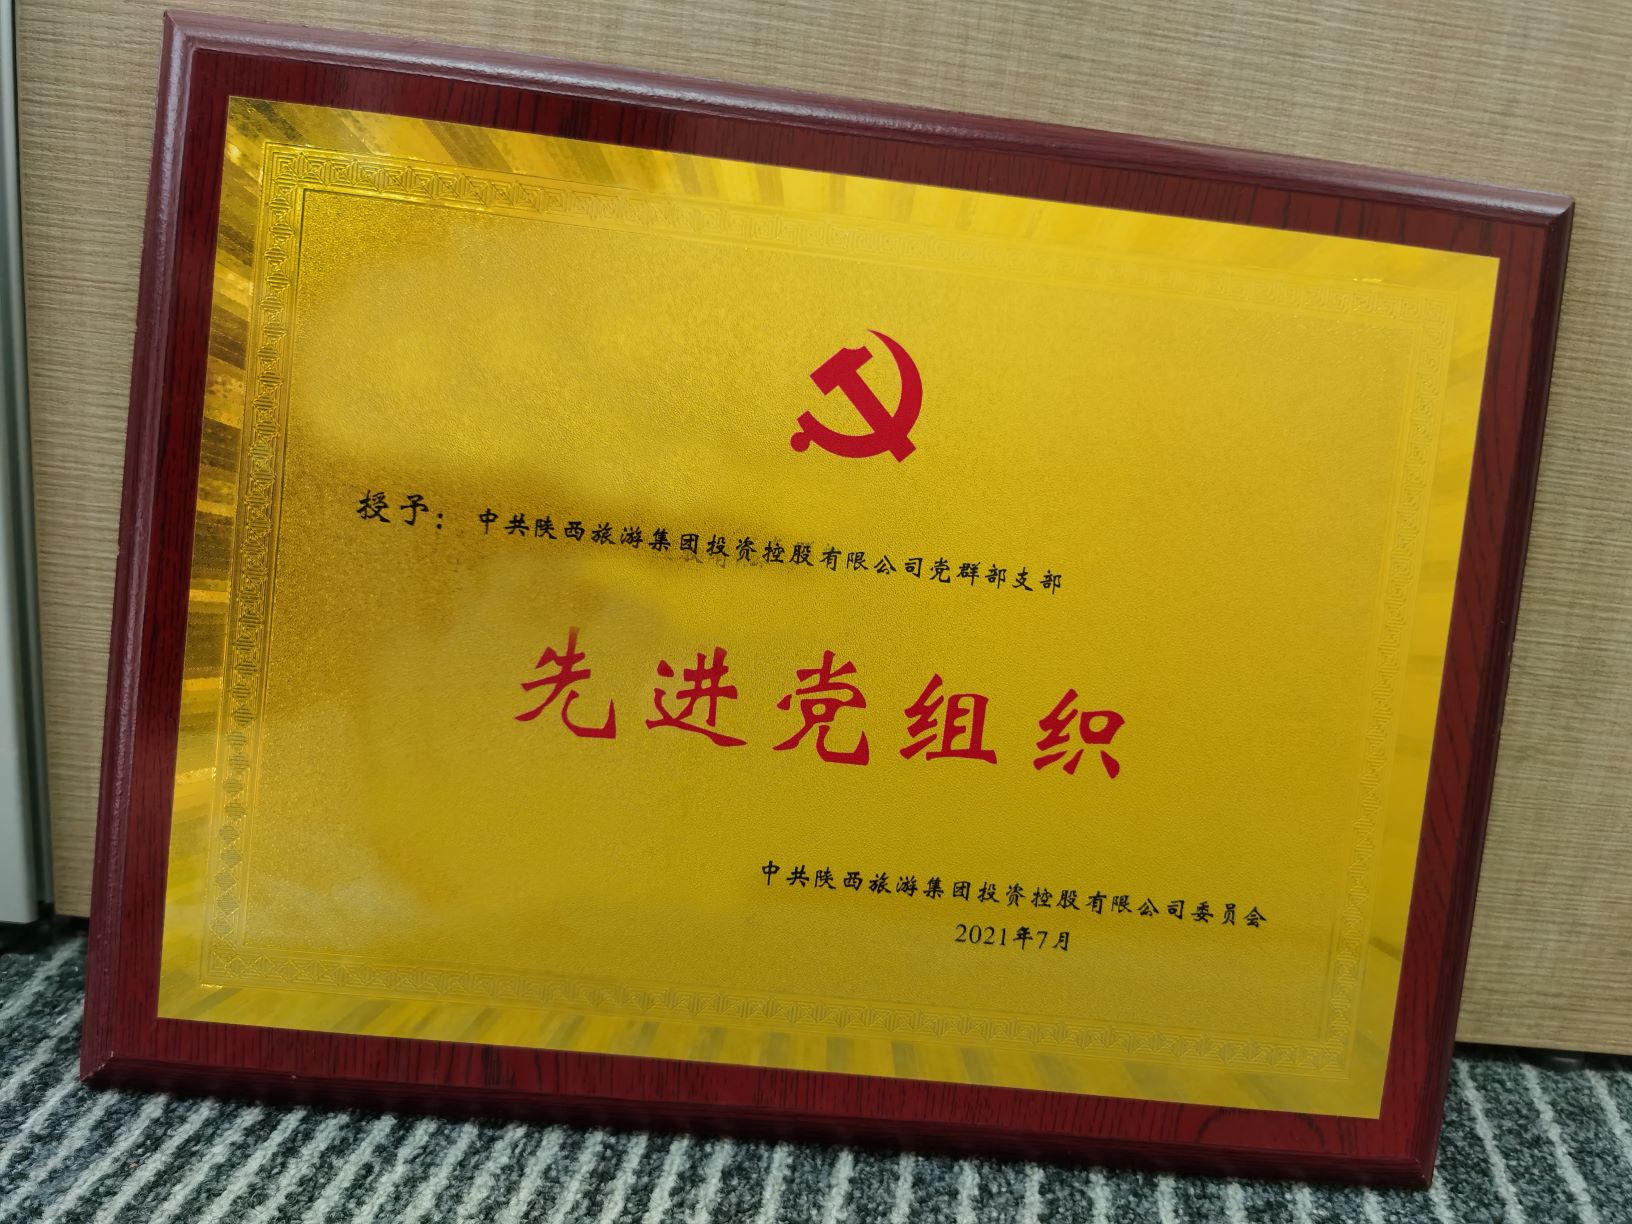 授予：中共陕西旅游集团投资控股有限公司党群部支部
先进党组织
中共陕西旅游集团投资控股有限公司委员会
2021年7月